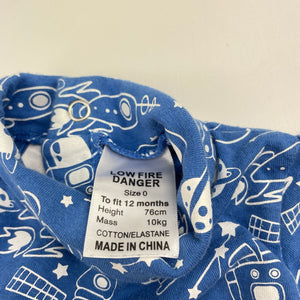 LOW FIRE
DANGER
Size 0
To fit 12 months
Height 76cm
Mass 10kg
COTTON/ELASTANE
MADE IN CHINA